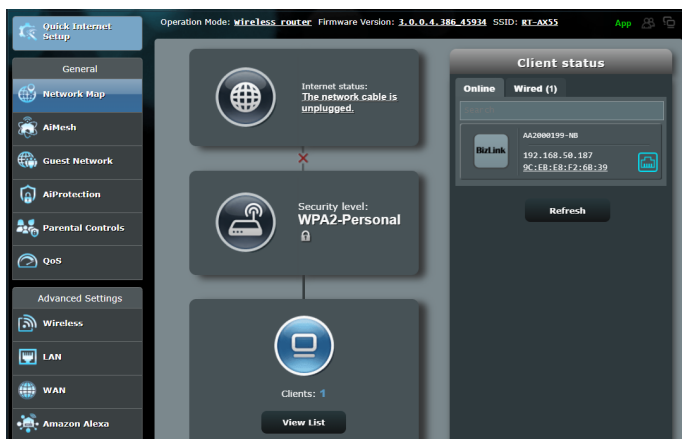 Quick Internet
Setup
Operation Mode: Wireless router Firmware Version: 3.0.0.4.386_45934 SSID: RT-AX55
App
General
Network Map
AiMesh
Guest Network
AiProtection
Parental Controls
QoS
Advanced Settings
Wireless
LAN
WAN
Amazon Alexa
Internet status:
The network cable is
unplugged.
Security level:
WPA2-Personal
Clients: 1
View List
Client status
Online Wired (1)
Search
BizLink
AA2000199-NB
192.168.50.187
9C:EB:E8:F2:6B:39
Refresh